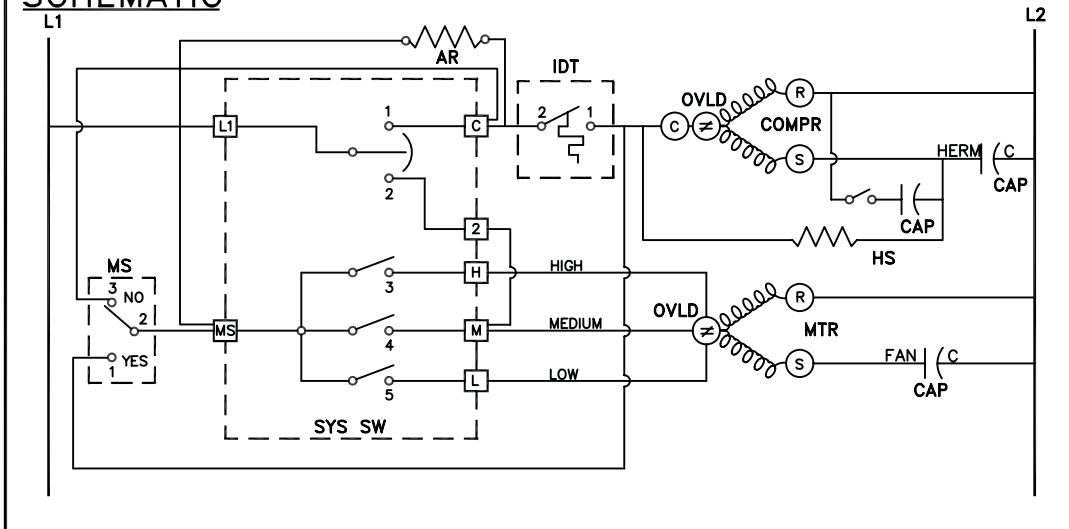 SCHEMATIC
L1
L2
AR
IDT
OVLD
R
COMPR
L1
1
C
2
1
C
≠
S
HERM
C
CAP
2
CAP
2
HS
MS
H
HIGH
3
NO
3
OVLD
R
2
MS
4
M
MEDIUM
≠
MTR
1
YES
5
L
LOW
S
FAN
C
CAP
SYS SW